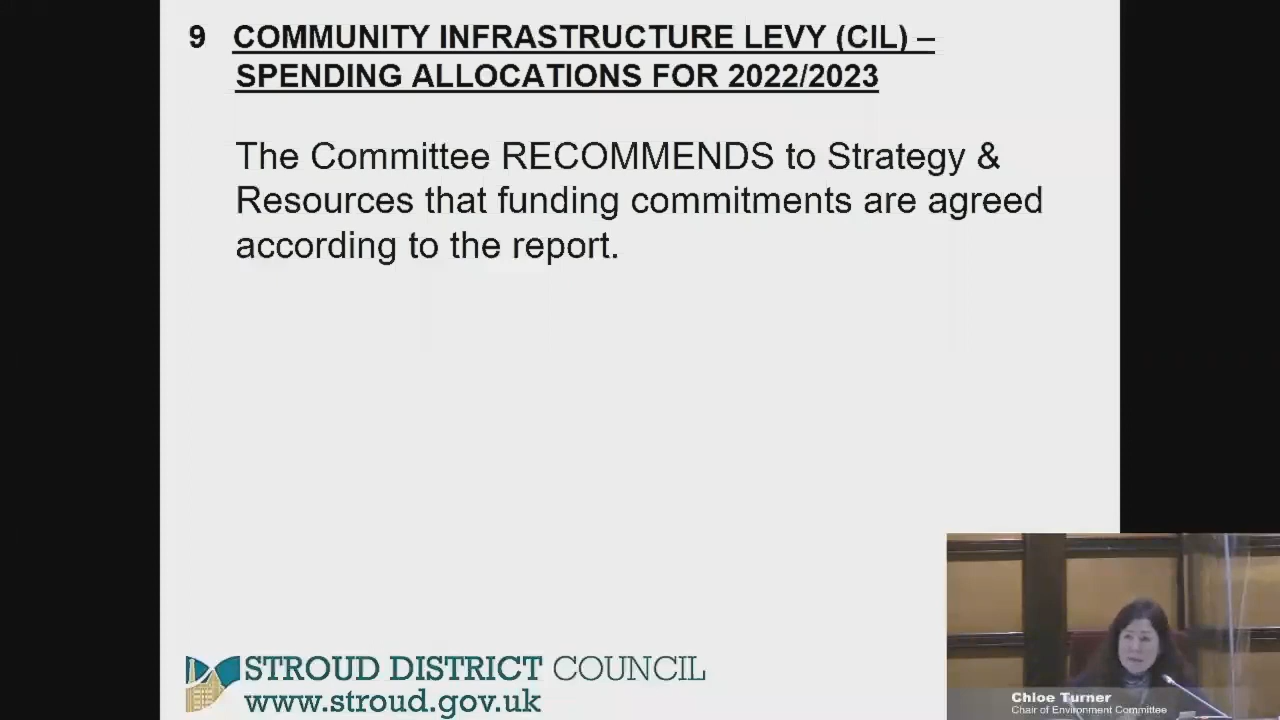 9 COMMUNITY INFRASTRUCTURE LEVY (CIL) –
SPENDING ALLOCATIONS FOR 2022/2023
The Committee RECOMMENDS to Strategy &
Resources that funding commitments are agreed
according to the report.
STROUD DISTRICT COUNCIL
www.stroud.gov.uk
Chloe Turner
Chair of Environment Committee